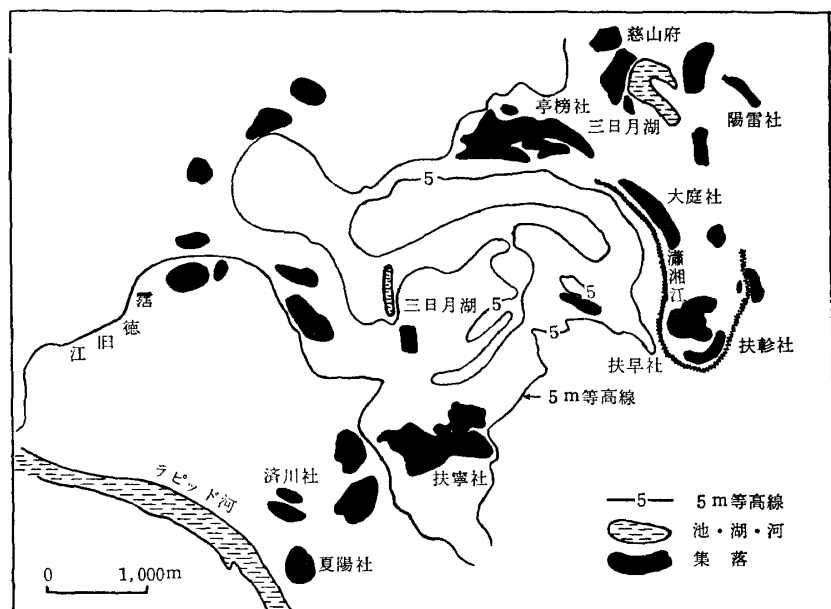 慈山府
亭榜社
三日月湖
陽雷社
5
大庭社
瀟湘江
三日月湖
5
5
5
扶早社
扶軫社
旧
徳
江
5m等高線
扶寧社
済川社
ラピッド河
夏陽社
0 1,000m
5 5m等高線
池・湖・河
集落